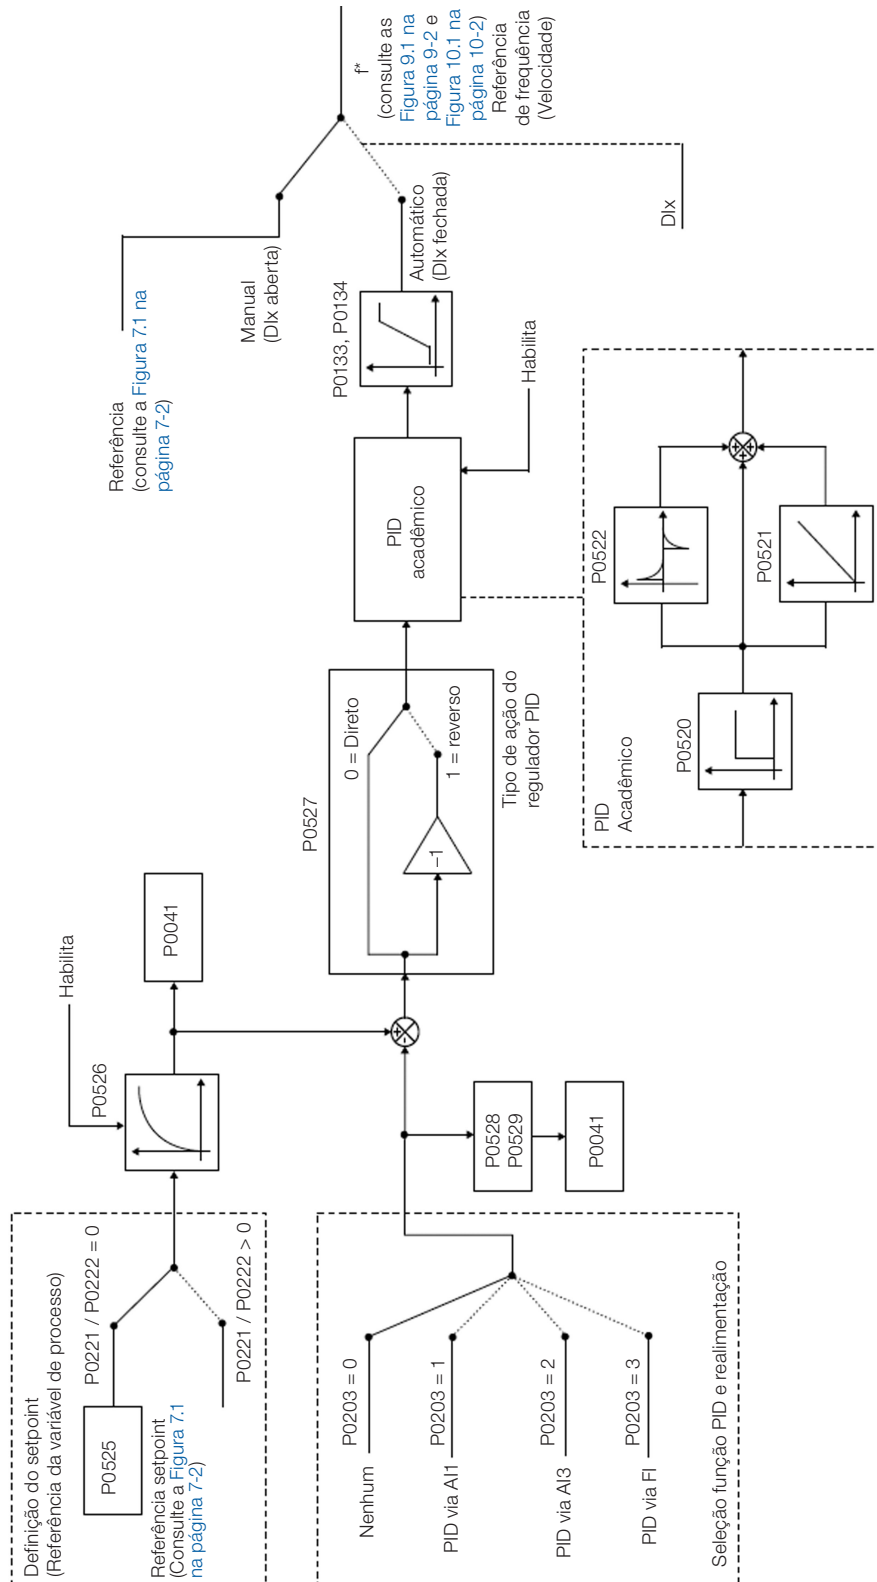 Definição do setpoint
(Referência da variável de processo)
P0525
P0221 / P0222 = 0
Referência setpoint
(Consulte a Figura 7.1
na página 7-2)
P0221 / P0222 > 0
Habilita
P0526
P0041
Nenhum
P0203 = 0
PID via AI1
P0203 = 1
PID via AI3
P0203 = 2
PID via FI
P0203 = 3
Seleção função PID e realimentação
P0528
P0529
P0041
+
-
P0527
0 = Direto
-1
1 = reverso
Tipo de ação do
regulador PID
PID
acadêmico
Habilita
P0133, P0134
Referência
(consulte a Figura 7.1 na
página 7-2)
Manual
(DIx aberta)
Automático
(DIx fechada)
DIx
f*
(consulte as
Figura 9.1 na
página 9-2 e
Figura 10.1 na
página 10-2)
Referência
de frequência
(Velocidade)
PID
Acadêmico
P0520
P0522
P0521
+
+
+